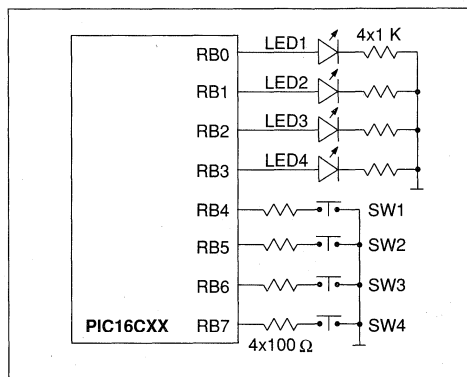 LED1 4x1 K
RB0
LED2
RB1
LED3
RB2
LED4
RB3
RB4 SW1
RB5 SW2
RB6 SW3
PIC16CXX RB7 SW4
4x100 Ω